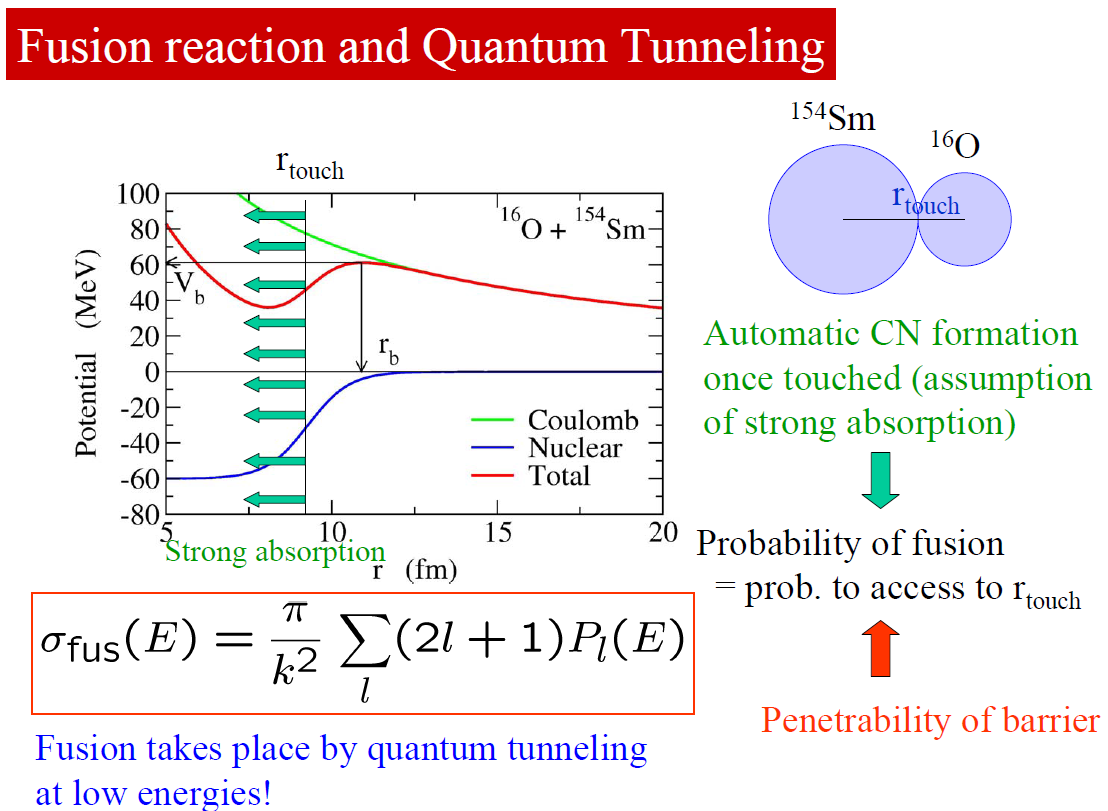 Fusion reaction and Quantum Tunneling
r_touch
100
80
60
40
20
0
-20
-40
-60
-80
Potential (MeV)
¹⁶O + ¹⁵⁴Sm
V_b
r_b
Coulomb
Nuclear
Total
5
10
15
20
r (fm)
Strong absorption
¹⁵⁴Sm
¹⁶O
r_touch
Automatic CN formation
once touched (assumption
of strong absorption)
Probability of fusion
= prob. to access to r_touch
Penetrability of barrier
σ_fus(E) = π/k² ∑_l (2l + 1)P_l(E)
Fusion takes place by quantum tunneling
at low energies!